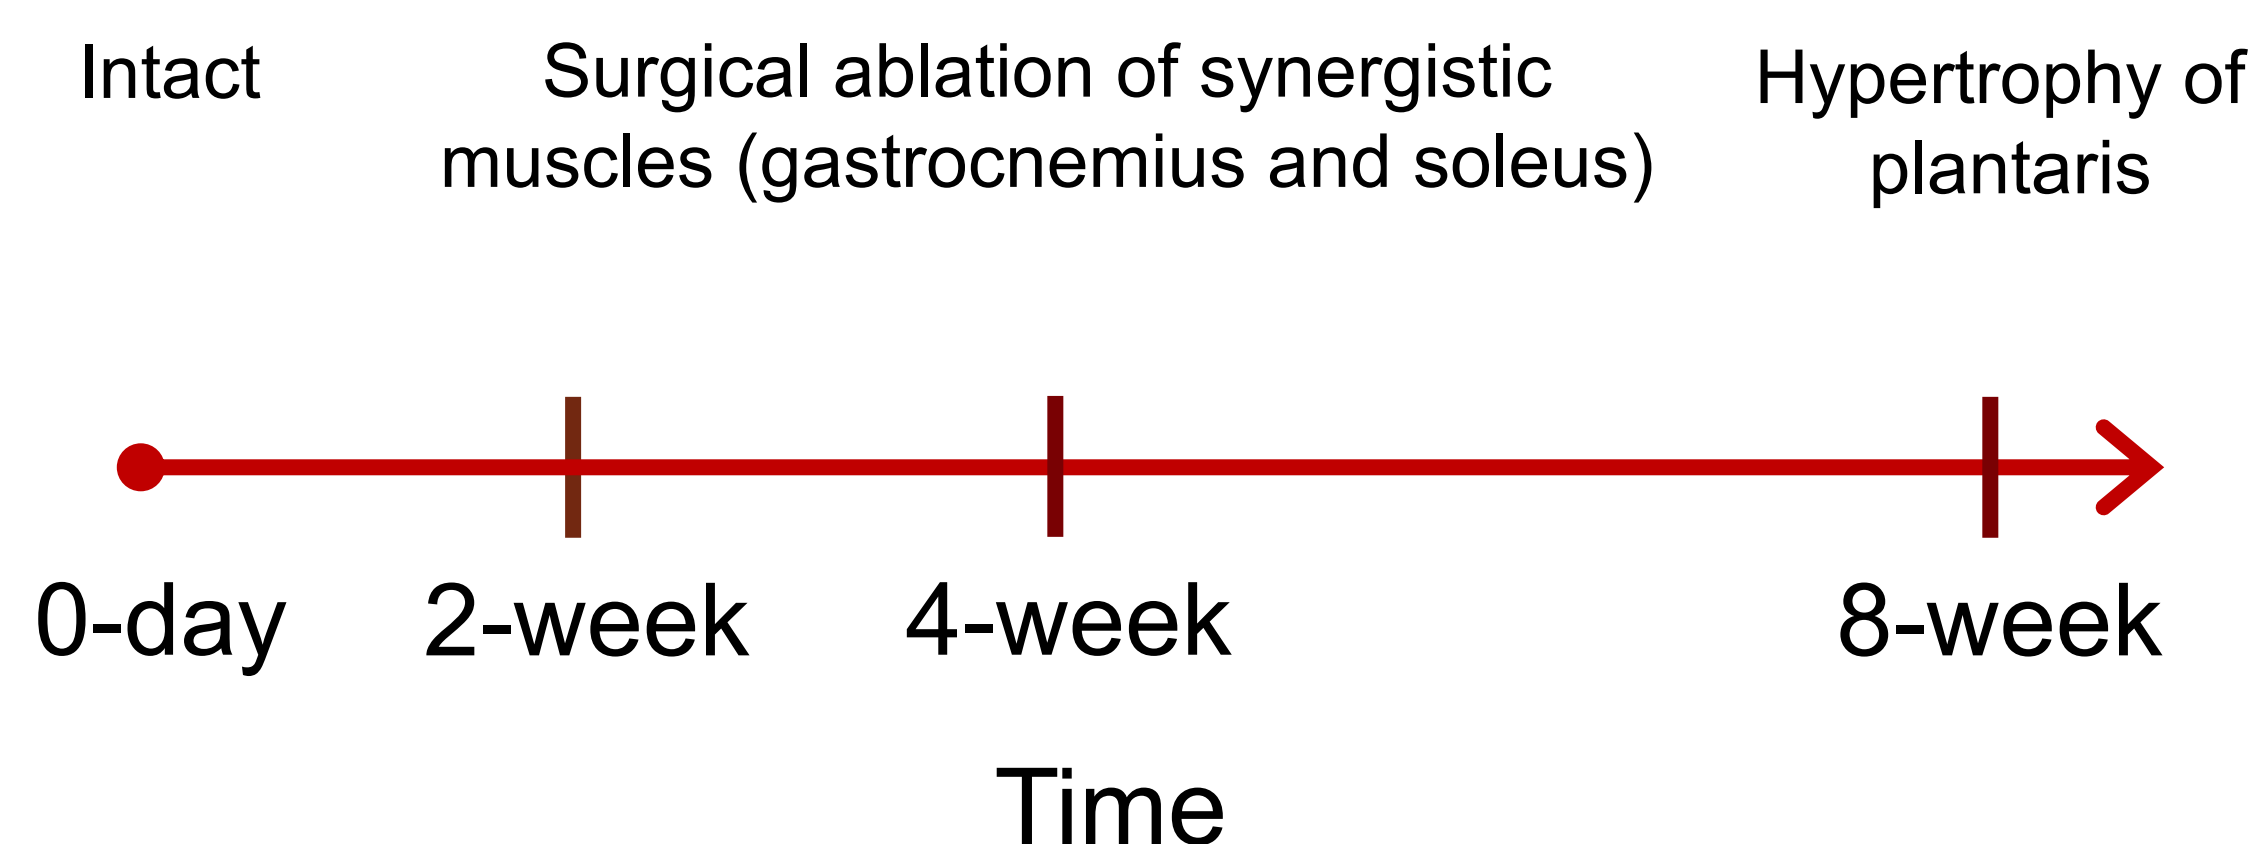 Intact
Surgical ablation of synergistic
muscles (gastrocnemius and soleus)
Hypertrophy of
plantaris
0-day
2-week
4-week
8-week
Time